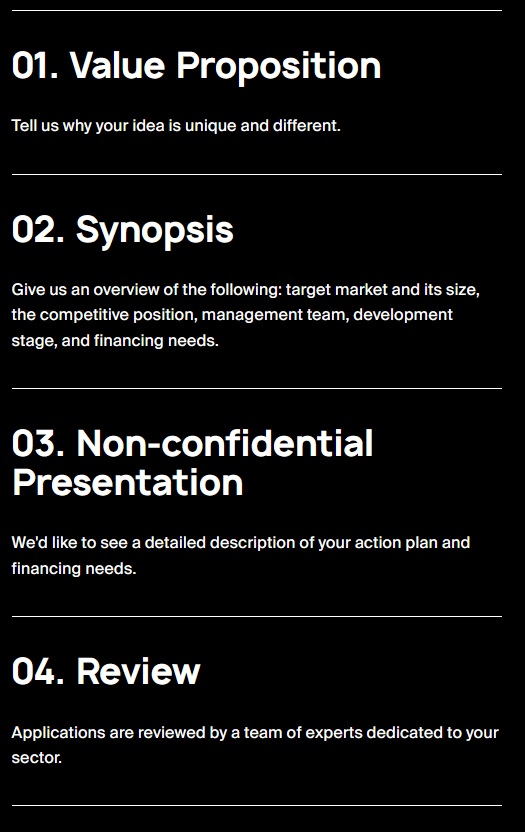 01. Value Proposition
Tell us why your idea is unique and different.
02. Synopsis
Give us an overview of the following: target market and its size,
the competitive position, management team, development
stage, and financing needs.
03. Non-confidential
Presentation
We'd like to see a detailed description of your action plan and
financing needs.
04. Review
Applications are reviewed by a team of experts dedicated to your
sector.